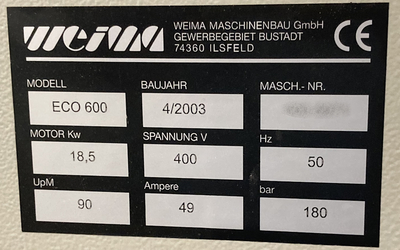 weima WEIMA MASCHINENBAU GmbH
GEWERBEGEBIET BUSTADT
74360 ILSFELD
CE
MODELL BAUJAHR MASCH.- NR.
ECO 600 4/2003
MOTOR Kw SPANNUNG V Hz
18,5 400 50
UpM Ampere bar
90 49 180